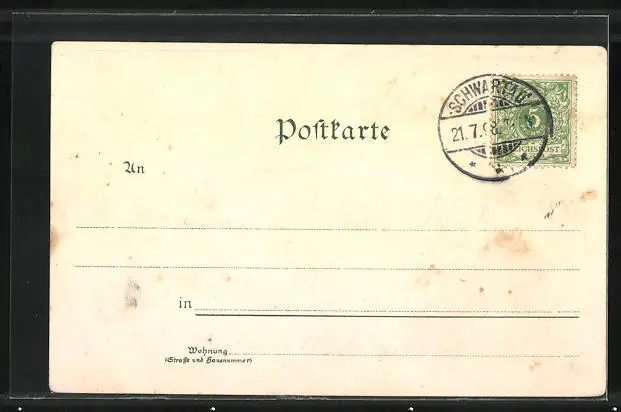 SCHWARTAU
21.7.98.
5
REICHSPOST
Postkarte
An
in
Wohnung
(Straße und Hausnummer)